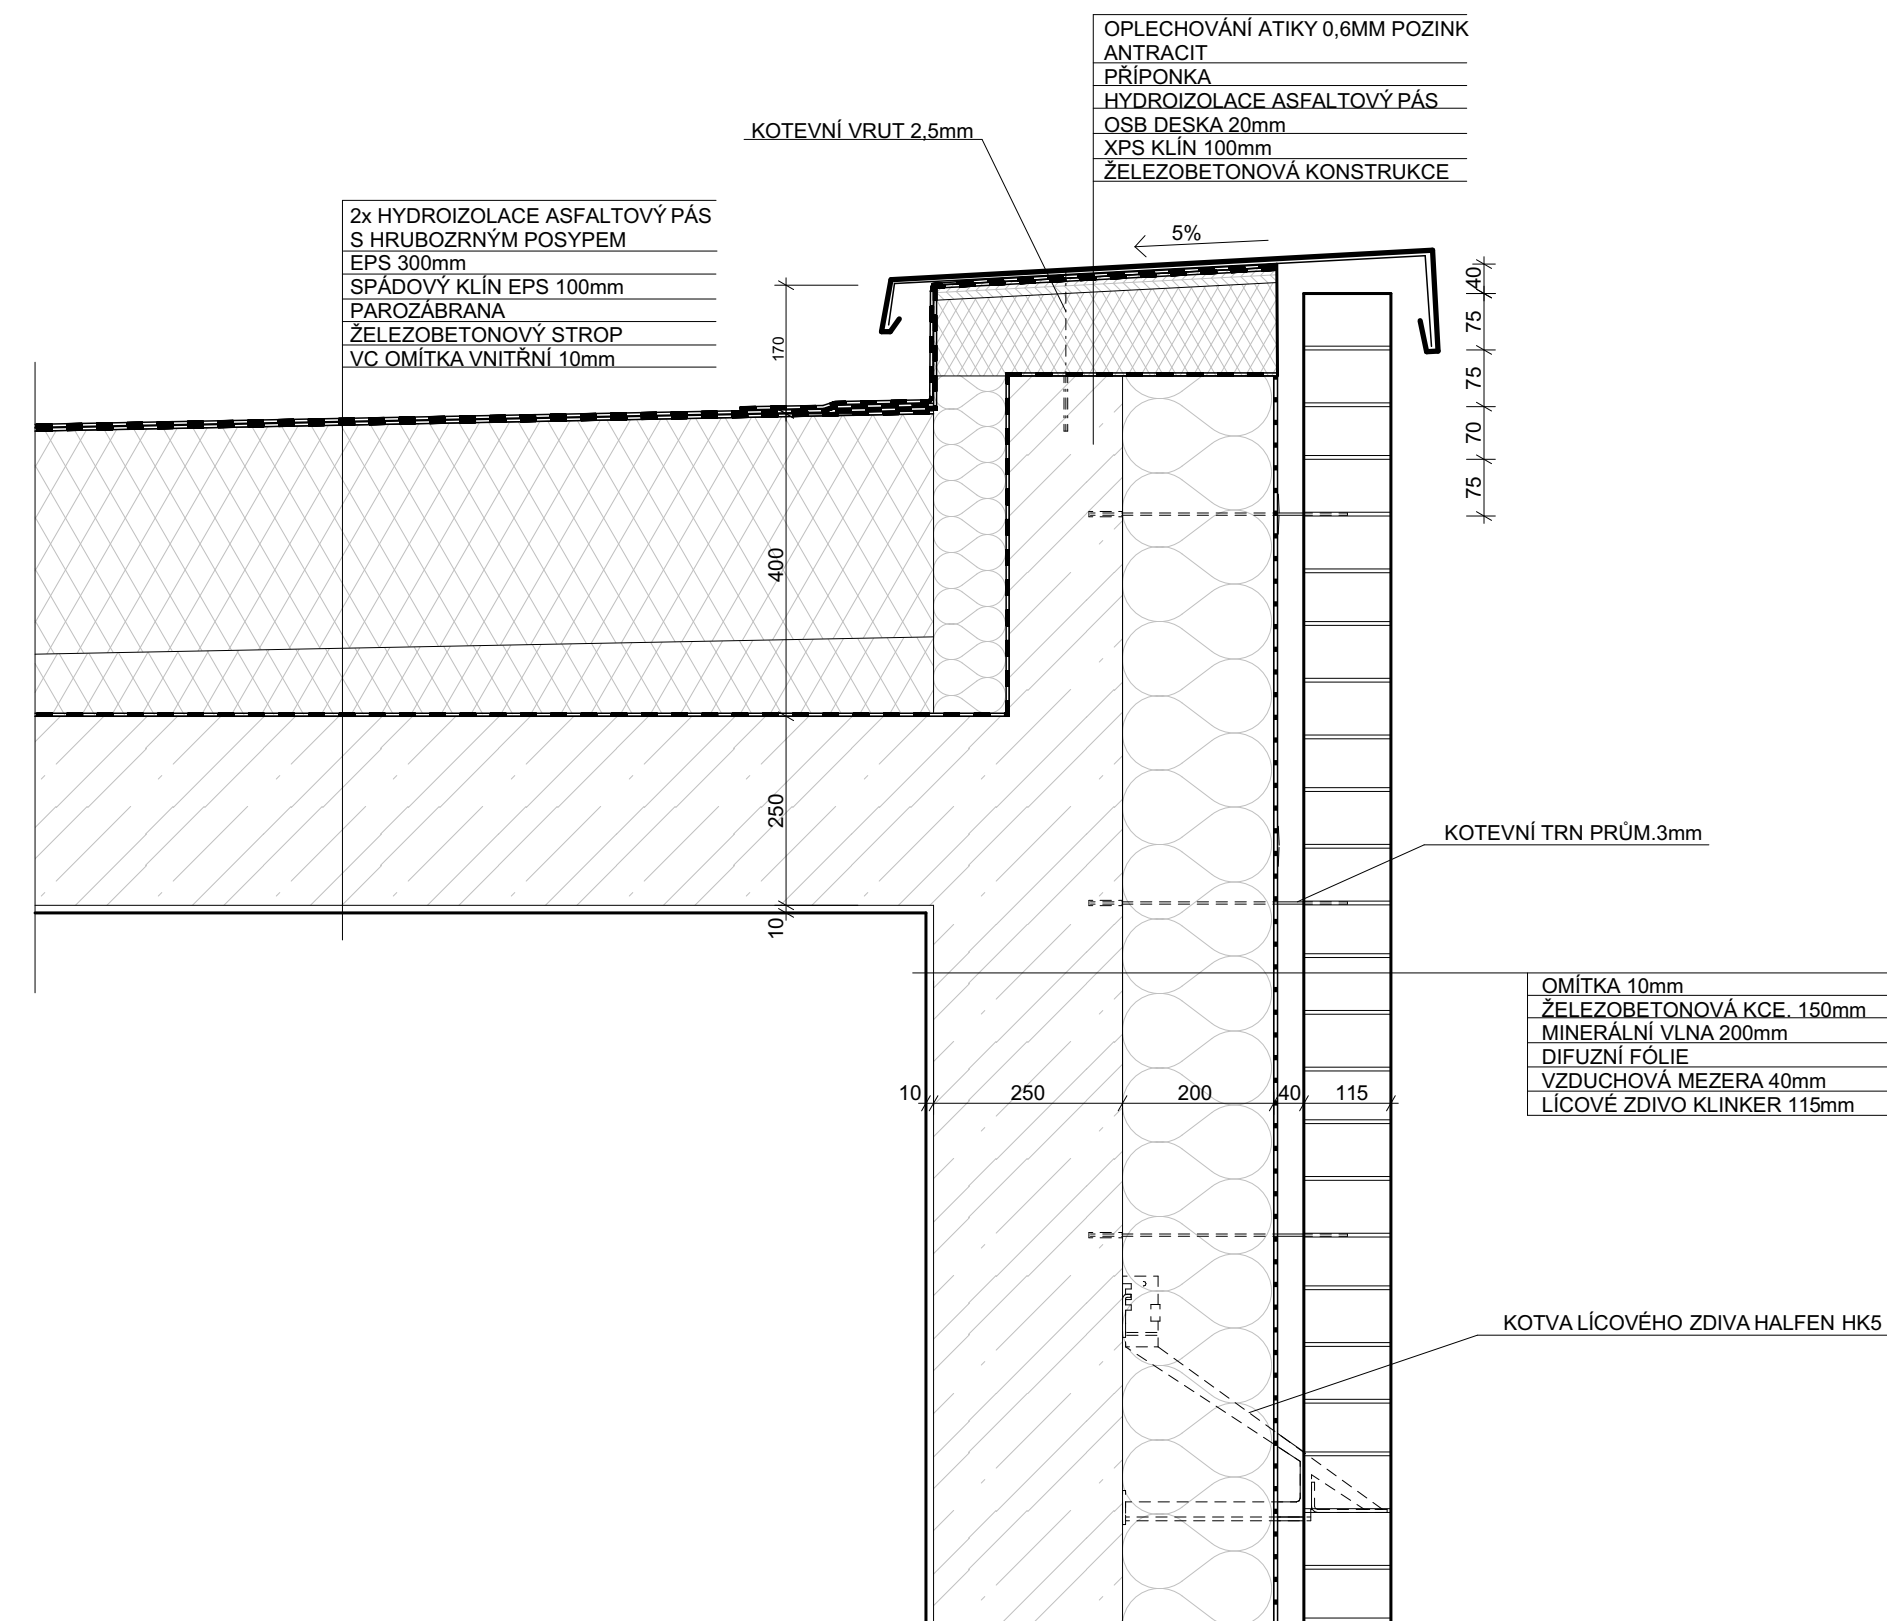 OPLECHOVÁNÍ ATIKY 0,6MM POZINK
ANTRACIT
PŘÍPONKA
HYDROIZOLACE ASFALTOVÝ PÁS
OSB DESKA 20mm
XPS KLÍN 100mm
ŽELEZOBETONOVÁ KONSTRUKCE
KOTEVNÍ VRUT 2,5mm
2x HYDROIZOLACE ASFALTOVÝ PÁS
S HRUBOZRNÝM POSYPEM
EPS 300mm
SPÁDOVÝ KLÍN EPS 100mm
PAROZÁBRANA
ŽELEZOBETONOVÝ STROP
VC OMÍTKA VNITŘNÍ 10mm
5%
40
75
75
70
75
170
400
250
10
KOTEVNÍ TRN PRŮM.3mm
OMÍTKA 10mm
ŽELEZOBETONOVÁ KCE. 150mm
MINERÁLNÍ VLNA 200mm
DIFUZNÍ FÓLIE
VZDUCHOVÁ MEZERA 40mm
LÍCOVÉ ZDIVO KLINKER 115mm
10 250 200 40 115
KOTVA LÍCOVÉHO ZDIVA HALFEN HK5